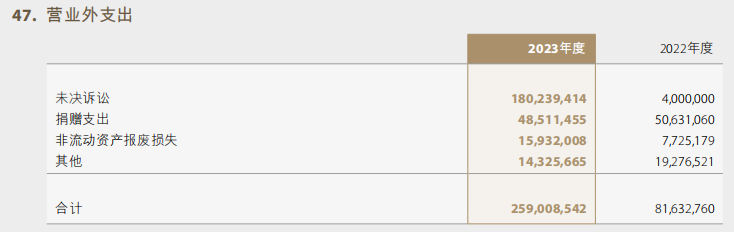 47. 营业外支出
2023年度 2022年度
未决诉讼 180,239,414 4,000,000
捐赠支出 48,511,455 50,631,060
非流动资产报废损失 15,932,008 7,725,179
其他 14,325,665 19,276,521
合计 259,008,542 81,632,760